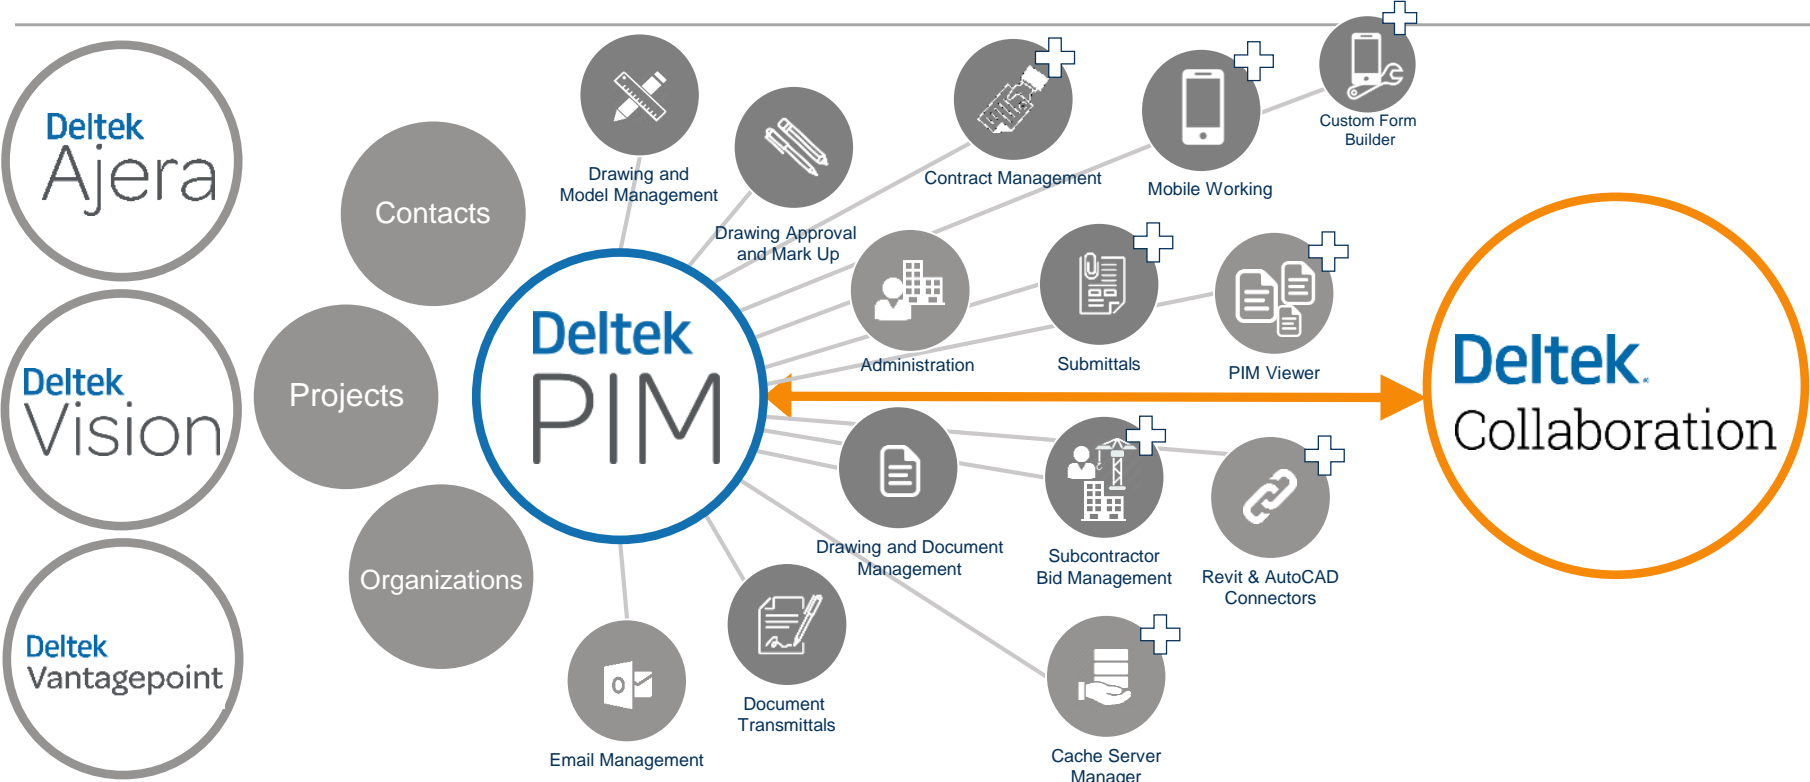 Deltek
Ajera
Deltek
Vision
Deltek
Vantagepoint
Contacts
Projects
Organizations
Deltek
PIM
Drawing and
Model Management
Drawing Approval
and Mark Up
Contract Management
Mobile Working
Custom Form
Builder
Administration
Submittals
PIM Viewer
Drawing and Document
Management
Subcontractor
Bid Management
Revit & AutoCAD
Connectors
Email Management
Document
Transmittals
Cache Server
Manager
Deltek
Collaboration